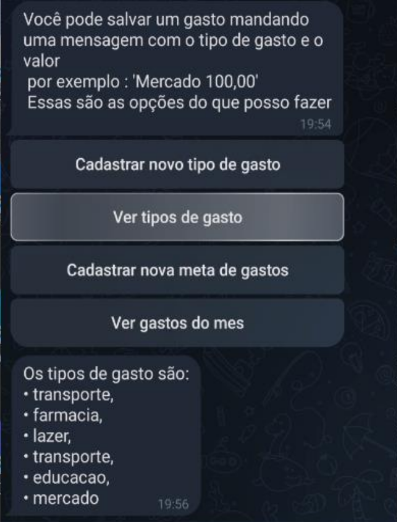 Você pode salvar um gasto mandando
uma mensagem com o tipo de gasto e o
valor
por exemplo : 'Mercado 100,00'
Essas são as opções do que posso fazer
19:54
Cadastrar novo tipo de gasto
Ver tipos de gasto
Cadastrar nova meta de gastos
Ver gastos do mes
Os tipos de gasto são:
• transporte,
• farmacia,
• lazer,
• transporte,
• educacao,
• mercado
19:56